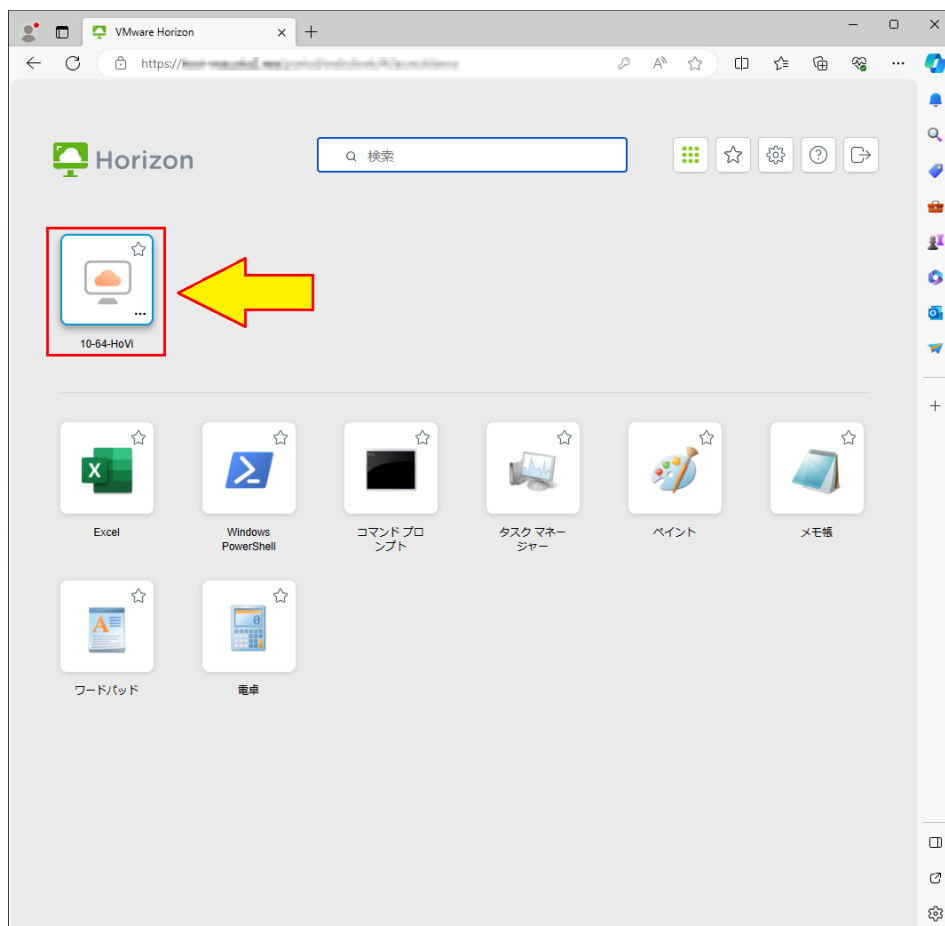 VMware Horizon
https://
Horizon
検索
10-64-HoVi
Excel
Windows
PowerShell
コマンド プロ
ンプト
タスク マネー
ジャー
ペイント
メモ帳
ワードパッド
電卓